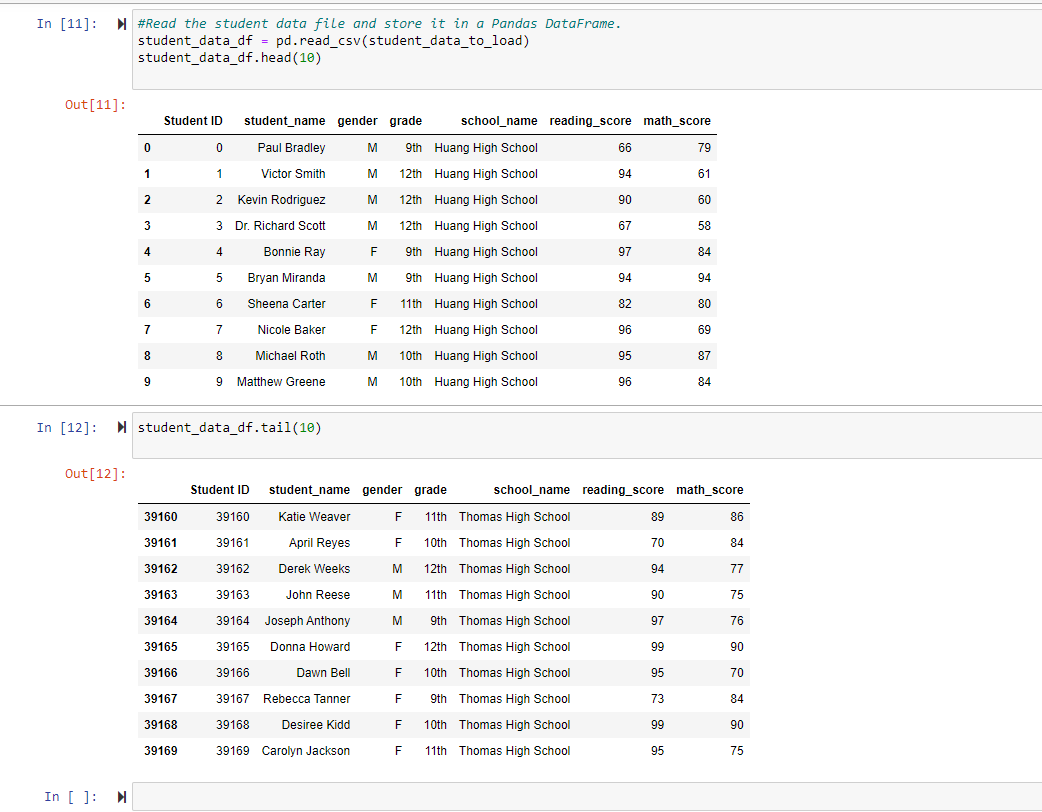 In [11]: #Read the student data file and store it in a Pandas DataFrame.
student_data_df = pd.read_csv(student_data_to_load)
student_data_df.head(10)
Out[11]:
Student ID student_name gender grade school_name reading_score math_score
0 0 Paul Bradley M 9th Huang High School 66 79
1 1 Victor Smith M 12th Huang High School 94 61
2 2 Kevin Rodriguez M 12th Huang High School 90 60
3 3 Dr. Richard Scott M 12th Huang High School 67 58
4 4 Bonnie Ray F 9th Huang High School 97 84
5 5 Bryan Miranda M 9th Huang High School 94 94
6 6 Sheena Carter F 11th Huang High School 82 80
7 7 Nicole Baker F 12th Huang High School 96 69
8 8 Michael Roth M 10th Huang High School 95 87
9 9 Matthew Greene M 10th Huang High School 96 84
In [12]: student_data_df.tail(10)
Out[12]:
Student ID student_name gender grade school_name reading_score math_score
39160 39160 Katie Weaver F 11th Thomas High School 89 86
39161 39161 April Reyes F 10th Thomas High School 70 84
39162 39162 Derek Weeks M 12th Thomas High School 94 77
39163 39163 John Reese M 11th Thomas High School 90 75
39164 39164 Joseph Anthony M 9th Thomas High School 97 76
39165 39165 Donna Howard F 12th Thomas High School 99 90
39166 39166 Dawn Bell F 10th Thomas High School 95 70
39167 39167 Rebecca Tanner F 9th Thomas High School 73 84
39168 39168 Desiree Kidd F 10th Thomas High School 99 90
39169 39169 Carolyn Jackson F 11th Thomas High School 95 75
In [ ]: